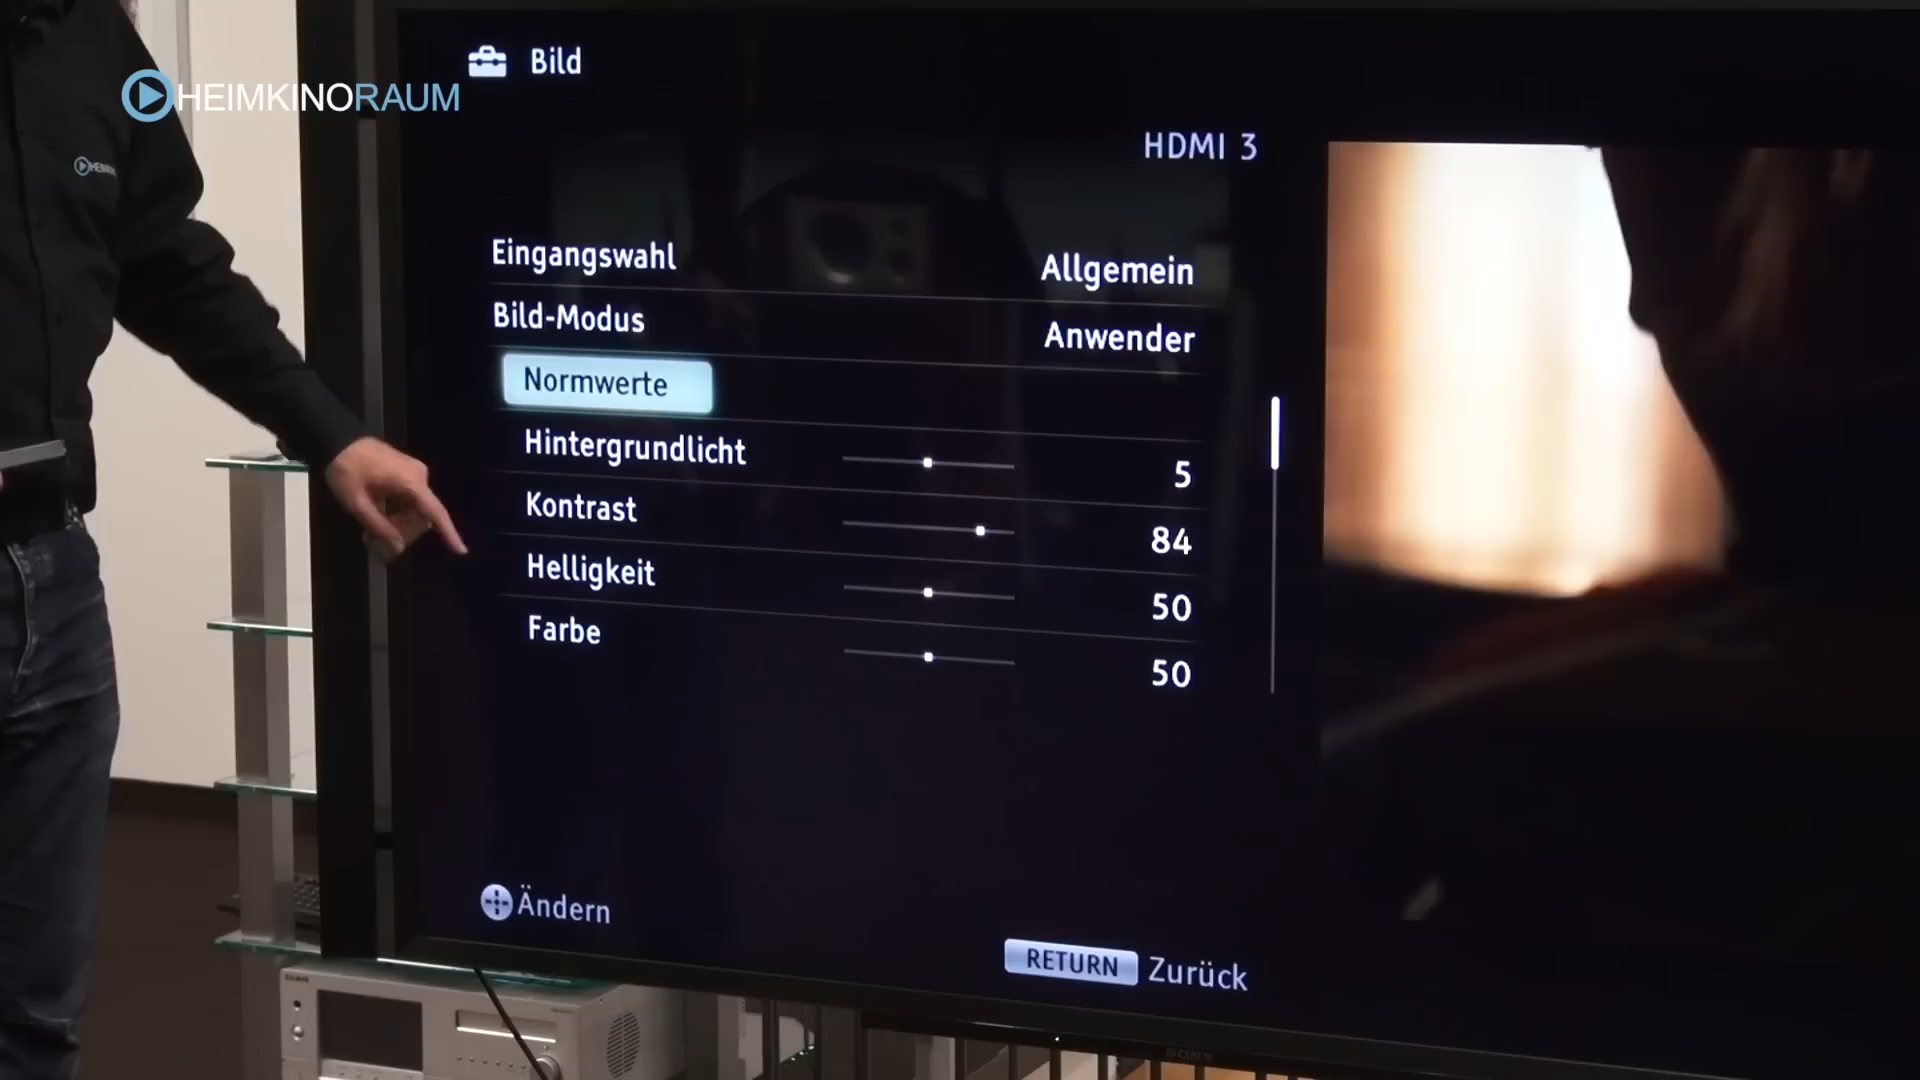 Bild
HEIMKINORAUM
HDMI 3
Eingangswahl Allgemein
Bild-Modus Anwender
Normwerte
Hintergrundlicht 5
Kontrast 84
Helligkeit 50
Farbe 50
Ändern
RETURN Zurück
SONY